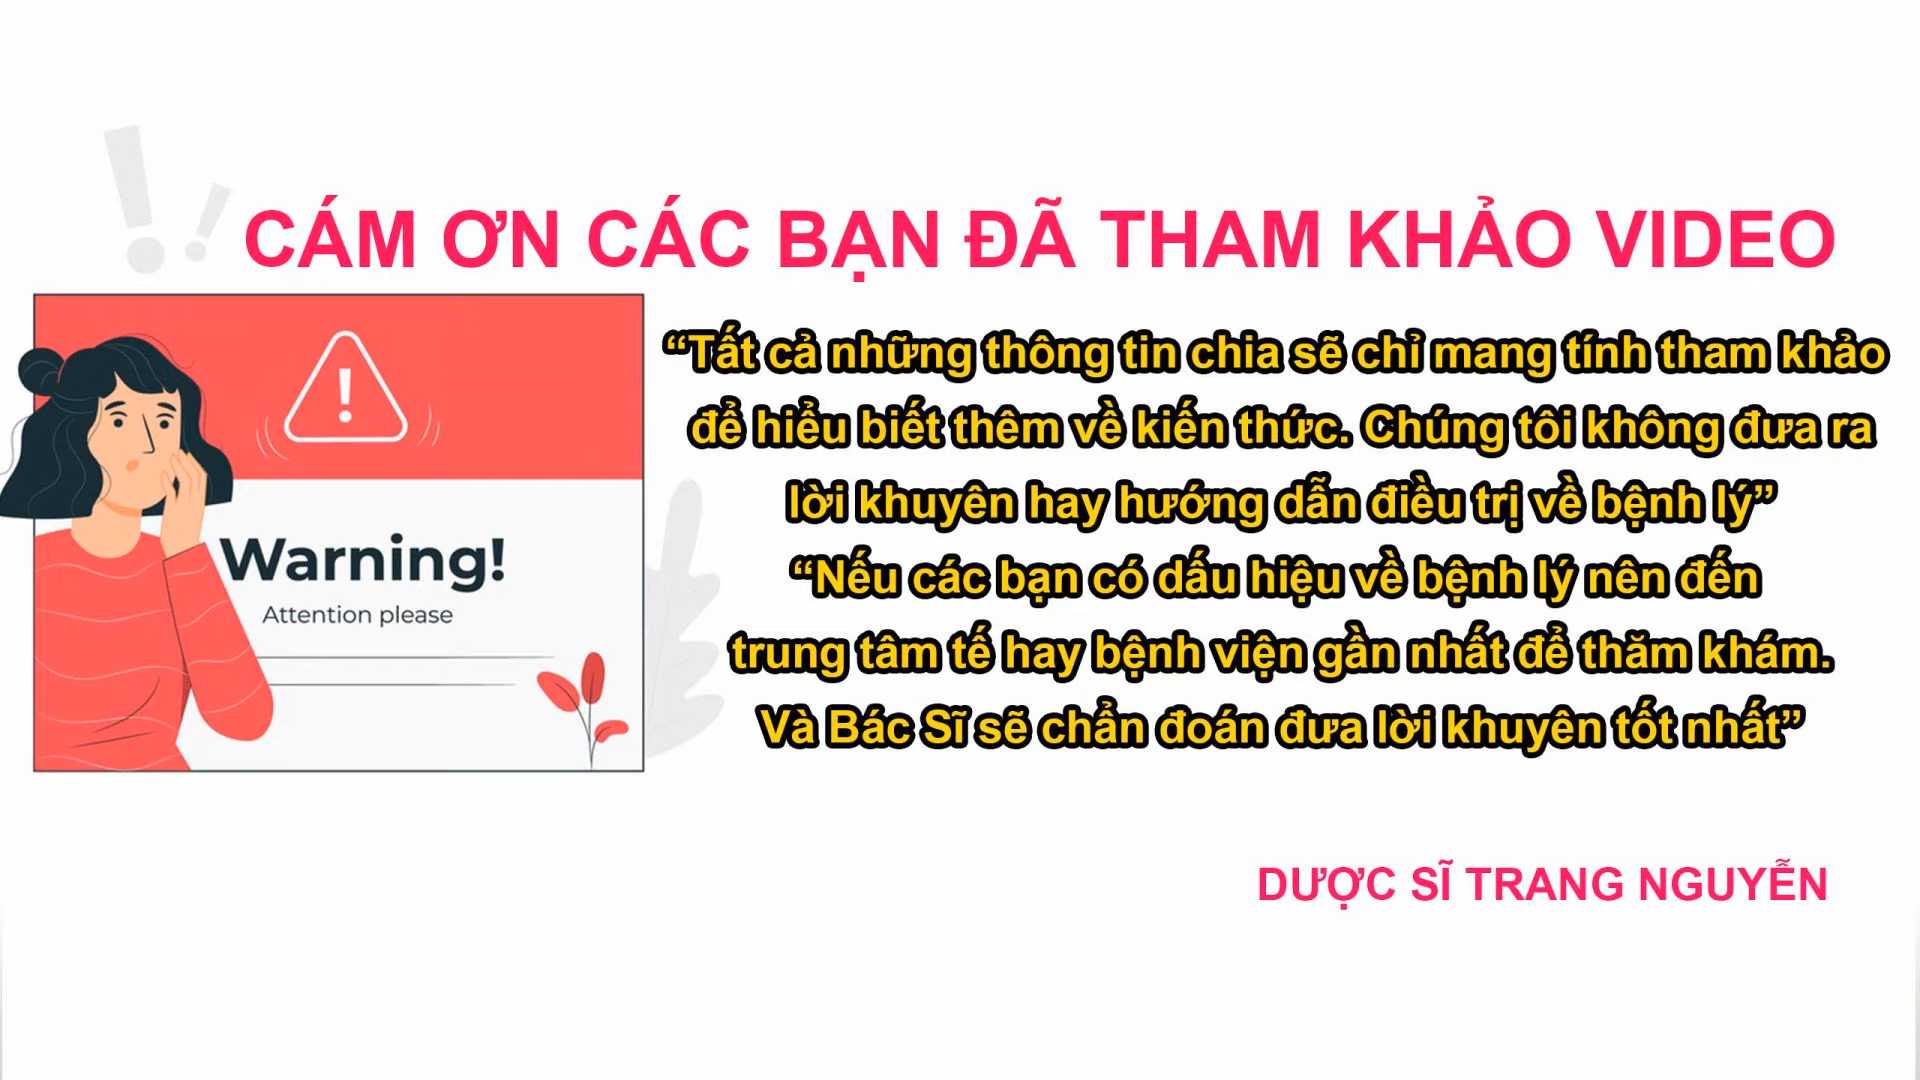 CÁM ƠN CÁC BẠN ĐÃ THAM KHẢO VIDEO
Warning!
Attention please
“Tất cả những thông tin chia sẽ chỉ mang tính tham khảo
để hiểu biết thêm về kiến thức. Chúng tôi không đưa ra
lời khuyên hay hướng dẫn điều trị về bệnh lý”
“Nếu các bạn có dấu hiệu về bệnh lý nên đến
trung tâm tế hay bệnh viện gần nhất để thăm khám.
Và Bác Sĩ sẽ chẩn đoán đưa lời khuyên tốt nhất”
DƯỢC SĨ TRANG NGUYỄN